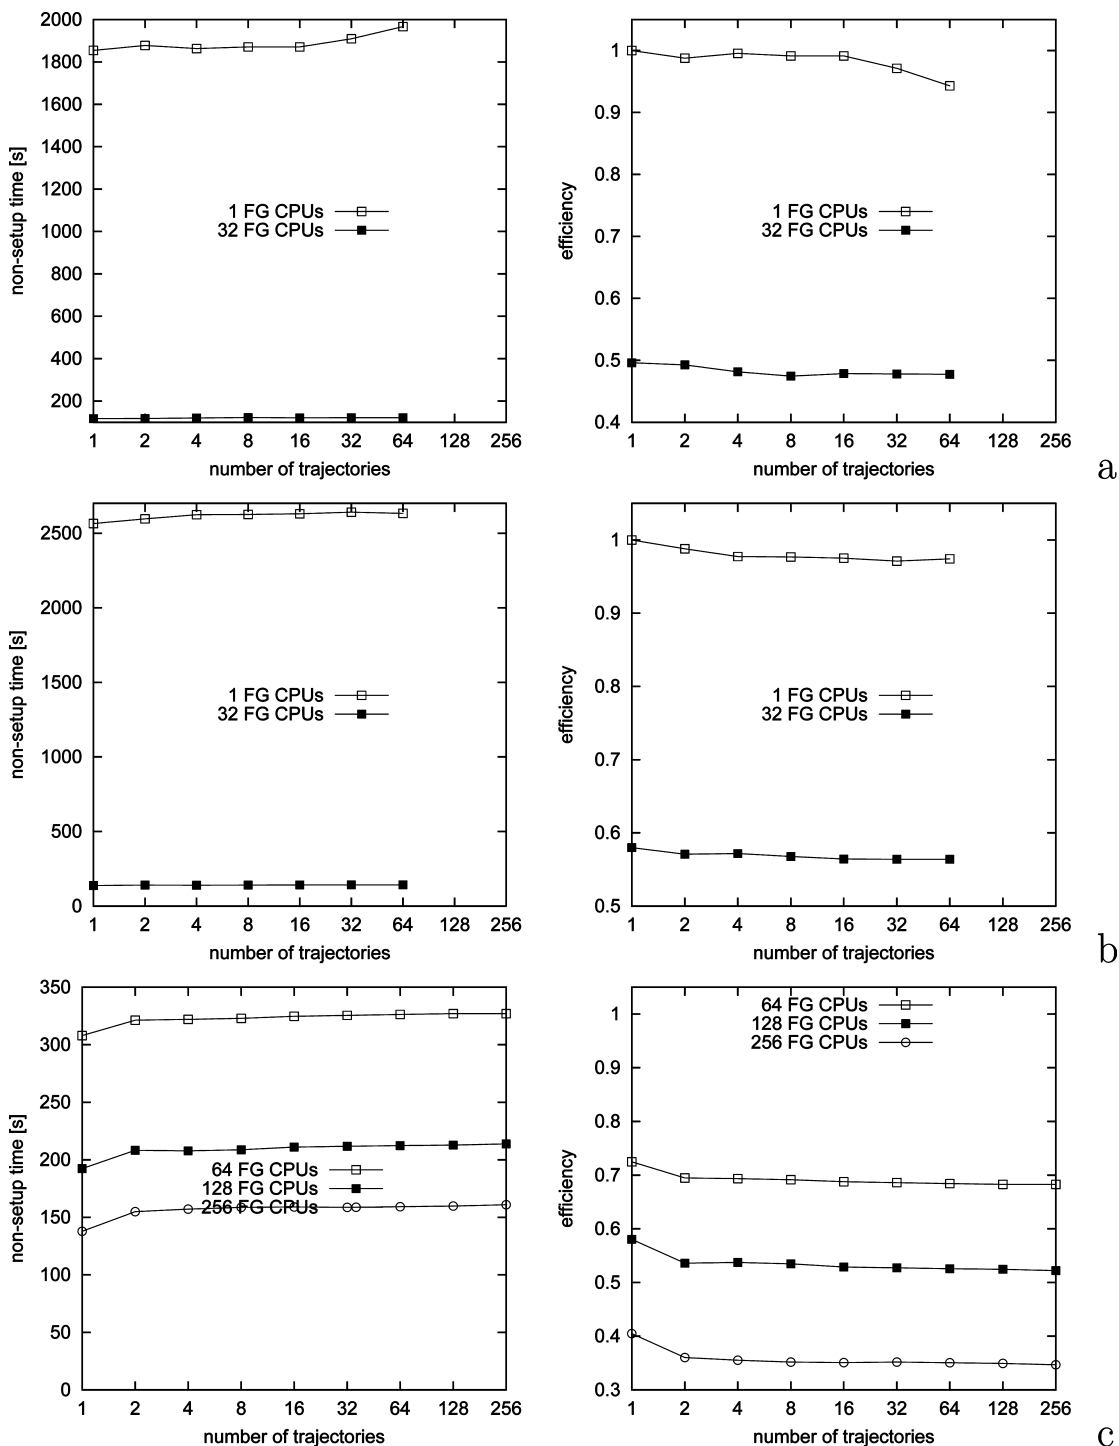 2000
1800
1600
1400
1200
1000
800
600
400
200
non-setup time [s]
1 FG CPUs
32 FG CPUs
1 2 4 8 16 32 64 128 256
number of trajectories
1
0.9
0.8
0.7
0.6
0.5
0.4
efficiency
1 FG CPUs
32 FG CPUs
1 2 4 8 16 32 64 128 256
number of trajectories
a
2500
2000
1500
1000
500
0
non-setup time [s]
1 FG CPUs
32 FG CPUs
1 2 4 8 16 32 64 128 256
number of trajectories
1
0.9
0.8
0.7
0.6
0.5
efficiency
1 FG CPUs
32 FG CPUs
1 2 4 8 16 32 64 128 256
number of trajectories
b
350
300
250
200
150
100
50
0
non-setup time [s]
64 FG CPUs
128 FG CPUs
256 FG CPUs
1 2 4 8 16 32 64 128 256
number of trajectories
1
0.9
0.8
0.7
0.6
0.5
0.4
0.3
efficiency
64 FG CPUs
128 FG CPUs
256 FG CPUs
1 2 4 8 16 32 64 128 256
number of trajectories
c